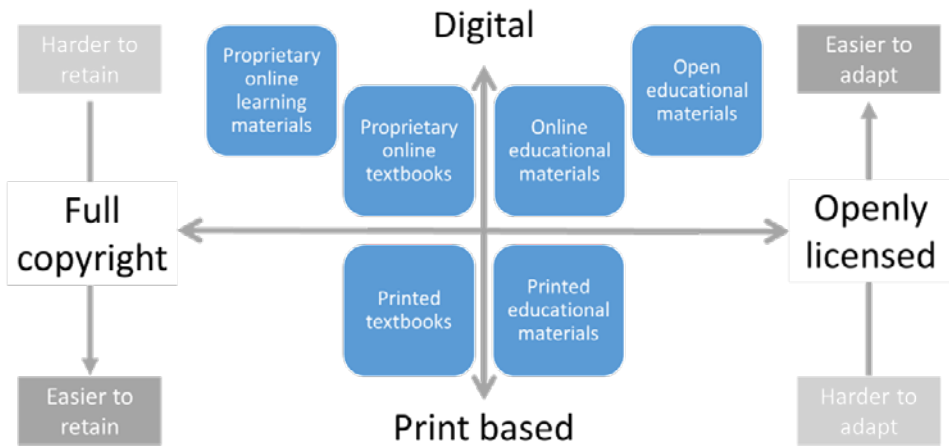 Digital
Harder to
retain
Proprietary
online
learning
materials
Proprietary
online
textbooks
Online
educational
materials
Open
educational
materials
Easier to
adapt
Full
copyright
Openly
licensed
Printed
textbooks
Printed
educational
materials
Easier to
retain
Print based
Harder to
adapt